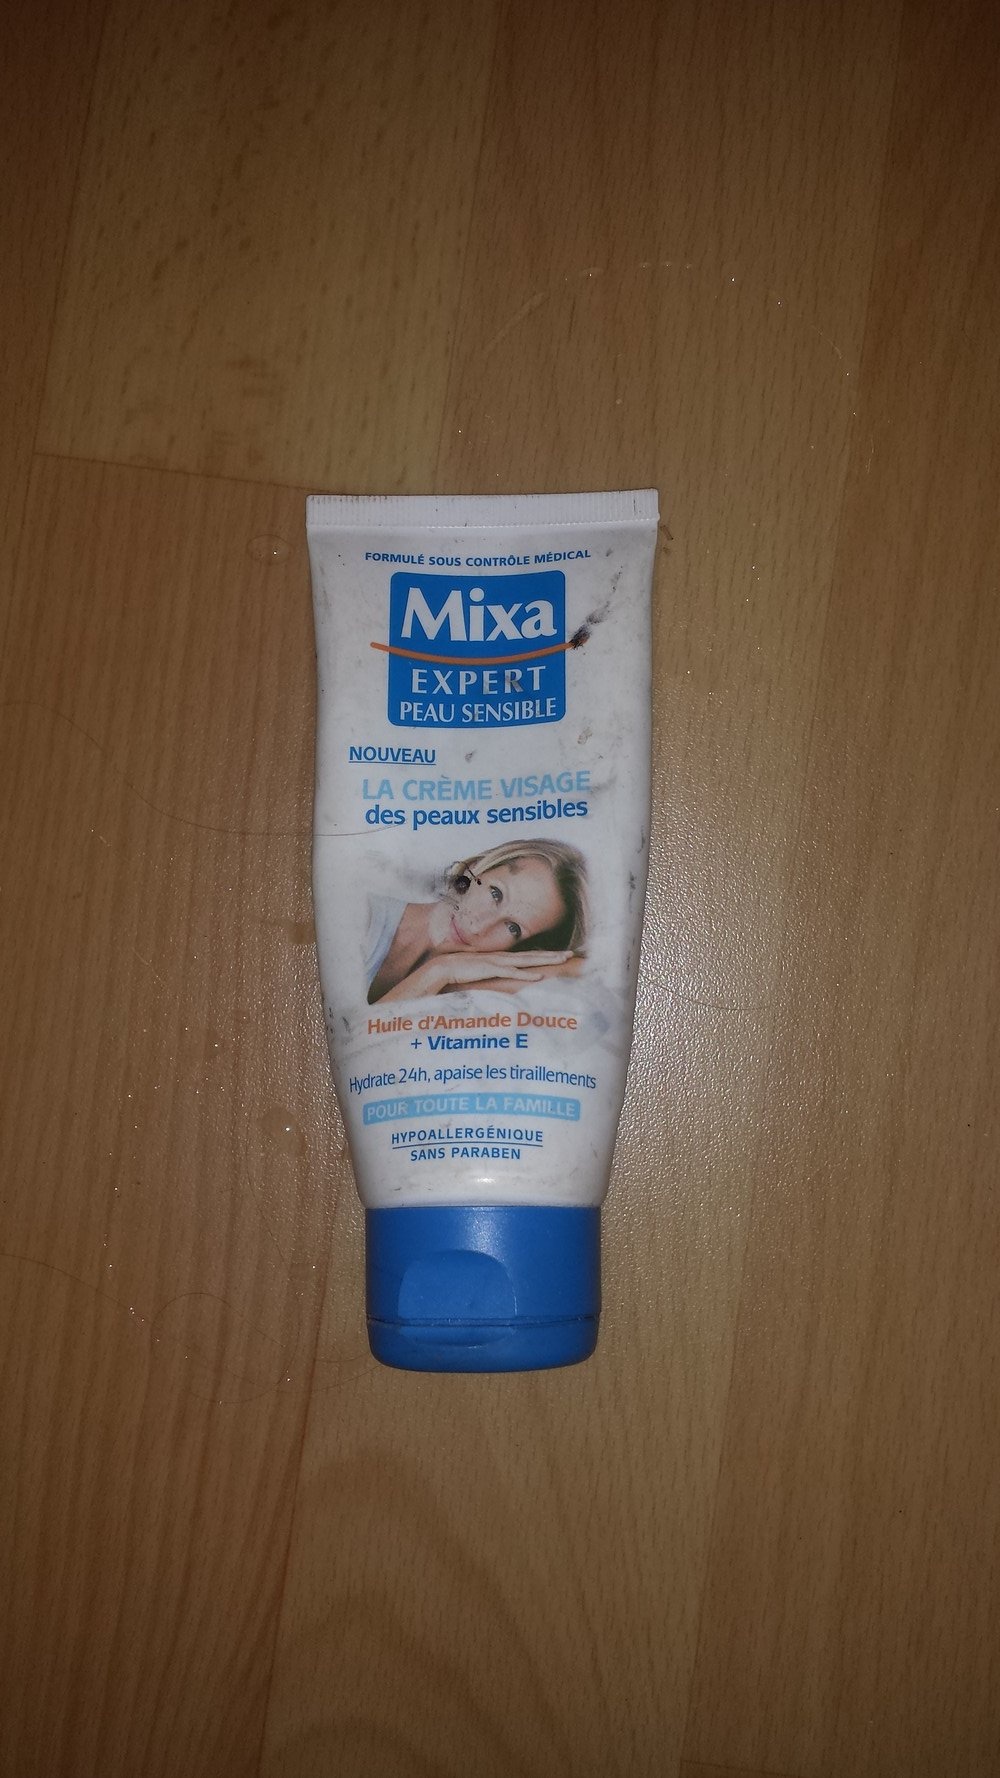 FORMULÉ SOUS CONTRÔLE MÉDICAL
Mixa
EXPERT
PEAU SENSIBLE
NOUVEAU
LA CRÈME VISAGE
des peaux sensibles
Huile d'Amande Douce
+ Vitamine E
Hydrate 24h, apaise les tiraillements
POUR TOUTE LA FAMILLE
HYPOALLERGÉNIQUE
SANS PARABEN